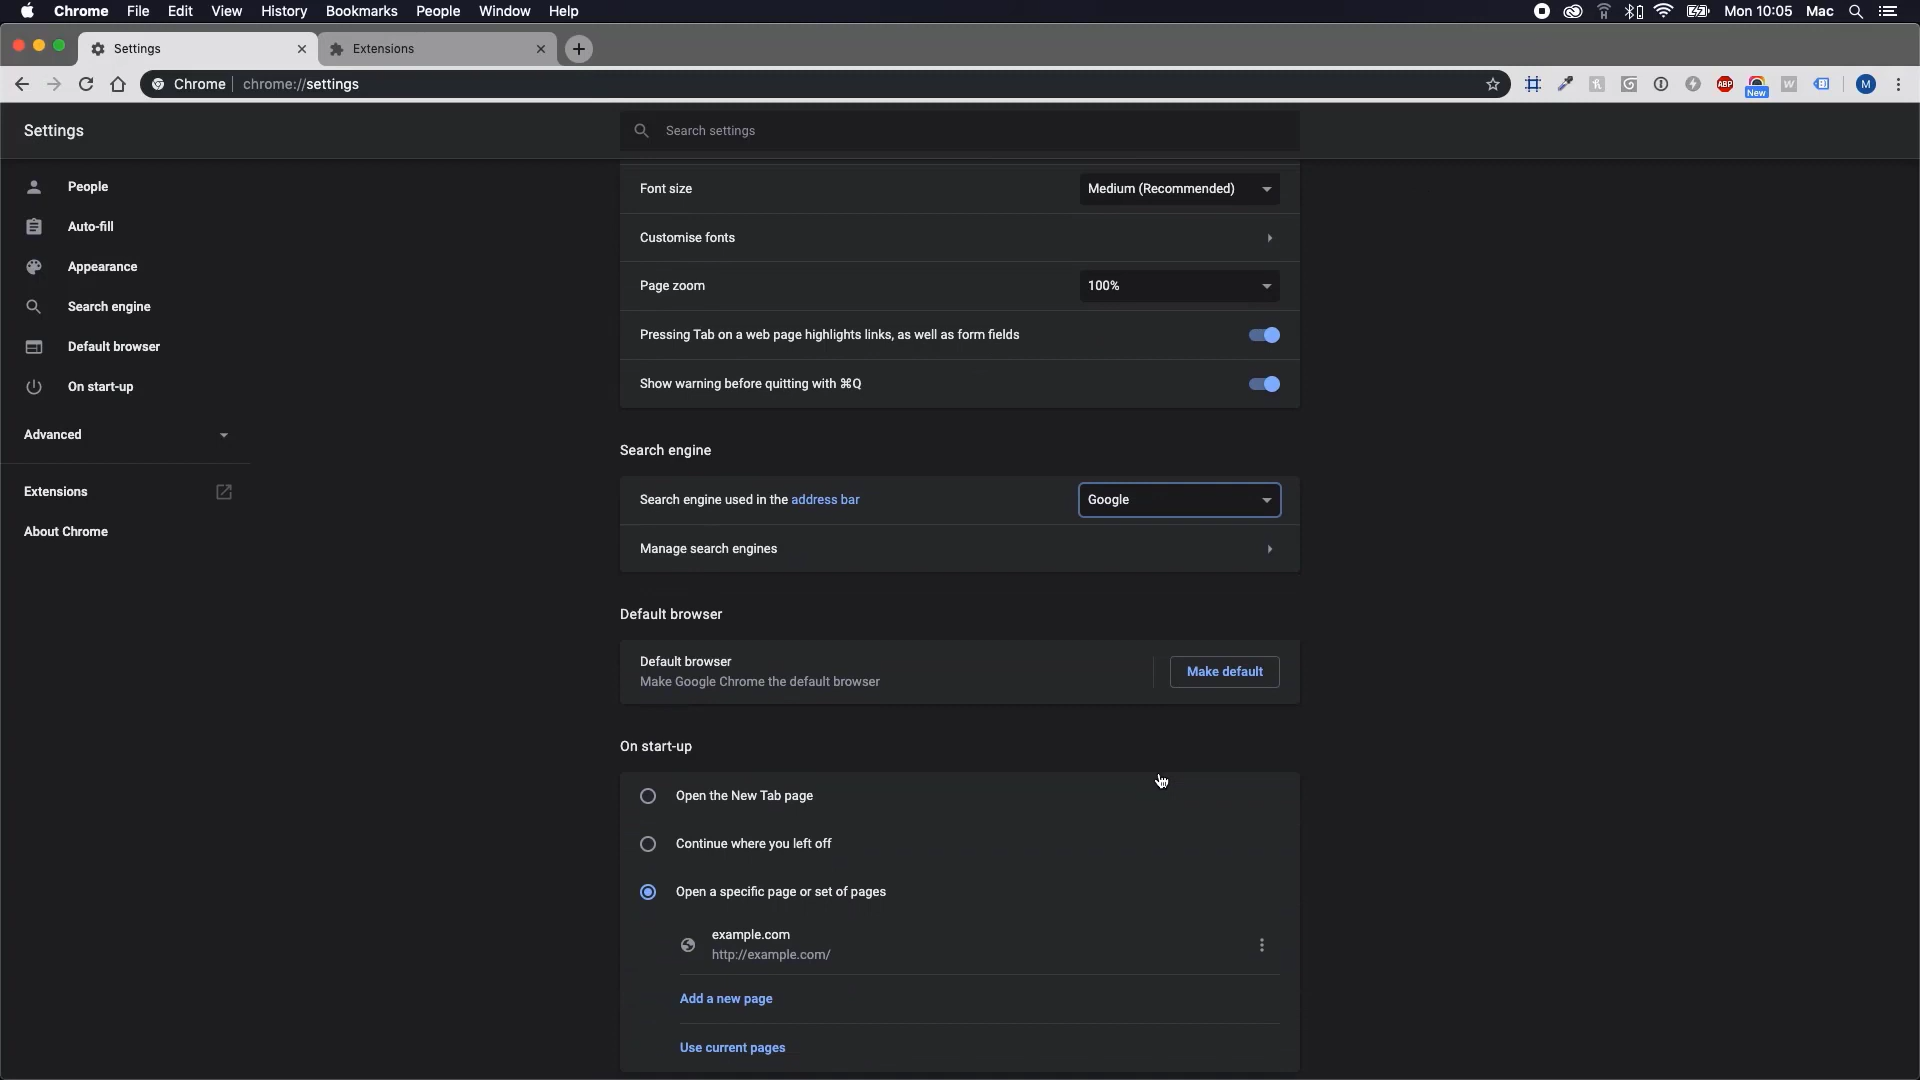 Chrome File Edit View History Bookmarks People Window Help Mon 10:05 Mac
Settings Extensions
Chrome chrome://settings ABP New W M
Settings
Search settings
People
Auto-fill
Appearance
Search engine
Default browser
On start-up
Advanced
Extensions
About Chrome
Font size Medium (Recommended)
Customise fonts
Page zoom 100%
Pressing Tab on a web page highlights links, as well as form fields
Show warning before quitting with ⌘Q
Search engine
Search engine used in the address bar Google
Manage search engines
Default browser
Default browser
Make Google Chrome the default browser
Make default
On start-up
Open the New Tab page
Continue where you left off
Open a specific page or set of pages
example.com
http://example.com/
Add a new page
Use current pages